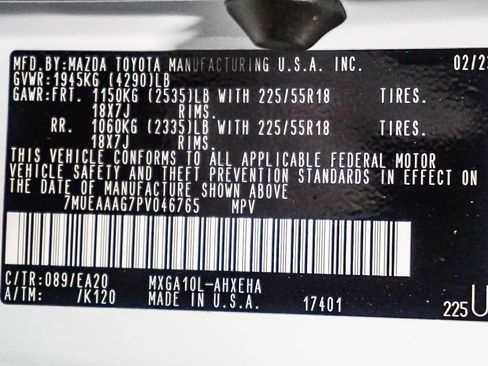 MFD. BY: MAZDA TOYOTA MANUFACTURING U.S.A. INC. 02/23
GVWR: 1945KG (4290)LB
GAWR: FRT. 1150KG (2535)LB WITH 225/55R18 TIRES.
18X7J RIMS.
RR. 1060KG (2335)LB WITH 225/55R18 TIRES.
18X7J RIMS.
THIS VEHICLE CONFORMS TO ALL APPLICABLE FEDERAL MOTOR
VEHICLE SAFETY AND THEFT PREVENTION STANDARDS IN EFFECT ON
THE DATE OF MANUFACTURE SHOWN ABOVE
7MUEAAAG7PV046765 MPV
C/TR: 089/EA20 MXGA10L-AHXEHA
A/TM: /K120 MADE IN U.S.A. 17401
225U